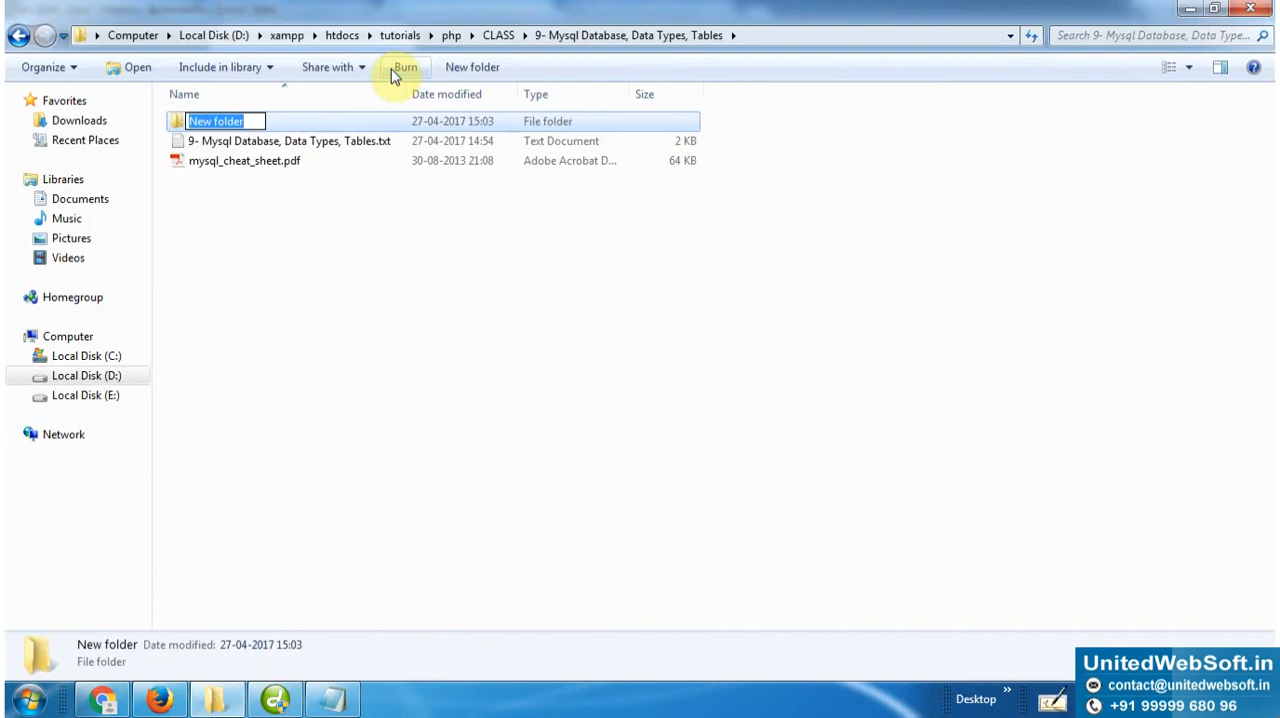 Computer Local Disk (D:) xampp htdocs tutorials php CLASS 9- Mysql Database, Data Types, Tables Search 9- Mysql Database, Data Type...
Organize Open Include in library Share with Burn New folder
Favorites
Downloads
Recent Places
Libraries
Documents
Music
Pictures
Videos
Homegroup
Computer
Local Disk (C:)
Local Disk (D:)
Local Disk (E:)
Network
Name Date modified Type Size
New folder 27-04-2017 15:03 File folder
9- Mysql Database, Data Types, Tables.txt 27-04-2017 14:54 Text Document 2 KB
mysql_cheat_sheet.pdf 30-08-2013 21:08 Adobe Acrobat D... 64 KB
New folder Date modified: 27-04-2017 15:03
File folder
Desktop
UnitedWebSoft.in
contact@unitedwebsoft.in
+91 99999 680 96